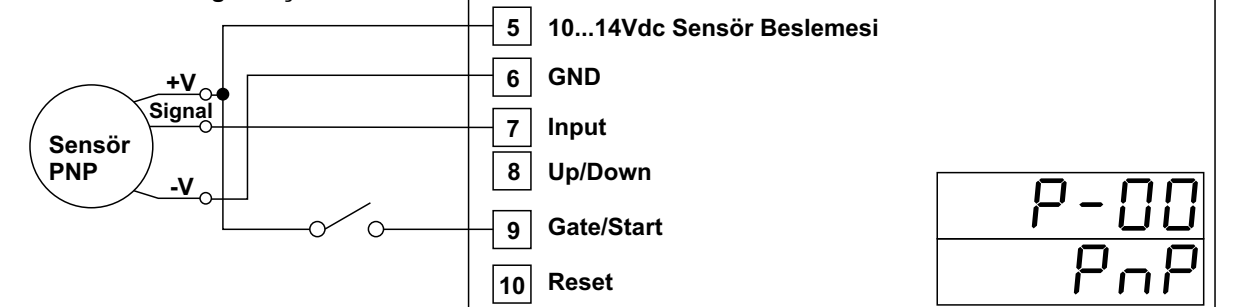 5 10...14Vdc Sensör Beslemesi
+V
6 GND
Signal
7 Input
Sensör
PNP
8 Up/Down
-V
P-00
9 Gate/Start
PnP
10 Reset